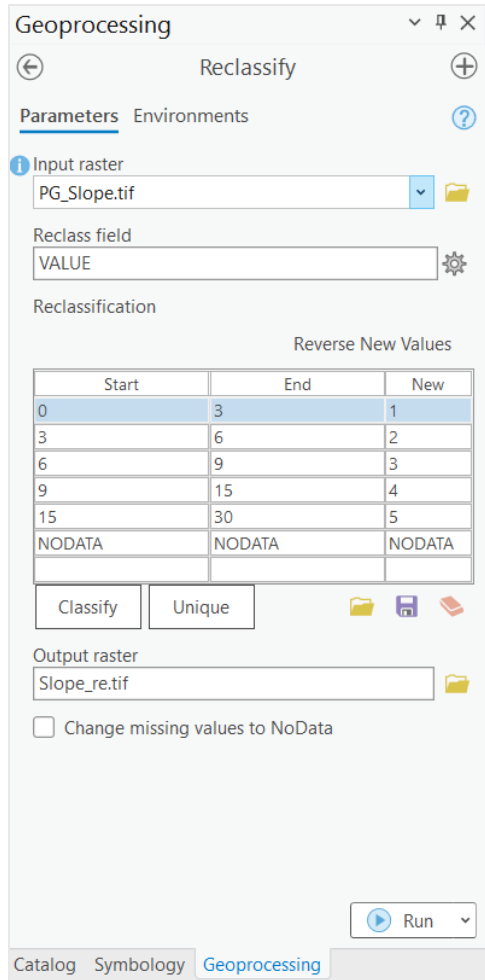 Geoprocessing
Reclassify
Parameters Environments
Input raster
PG_Slope.tif
Reclass field
VALUE
Reclassification
Reverse New Values
Start End New
0 3 1
3 6 2
6 9 3
9 15 4
15 30 5
NODATA NODATA NODATA
Classify Unique
Output raster
Slope_re.tif
Change missing values to NoData
Run
Catalog Symbology Geoprocessing